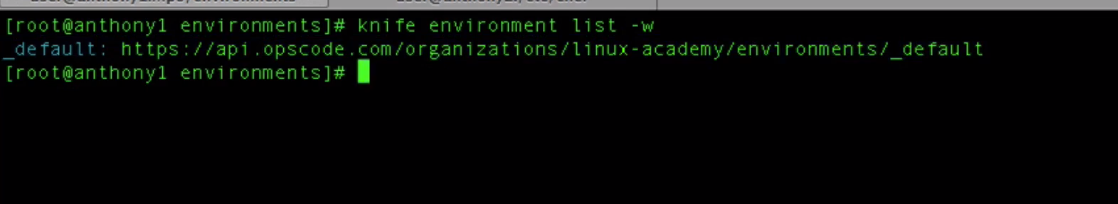 [root@anthony1 environments]# knife environment list -w
_default: https://api.opscode.com/organizations/linux-academy/environments/_default
[root@anthony1 environments]#